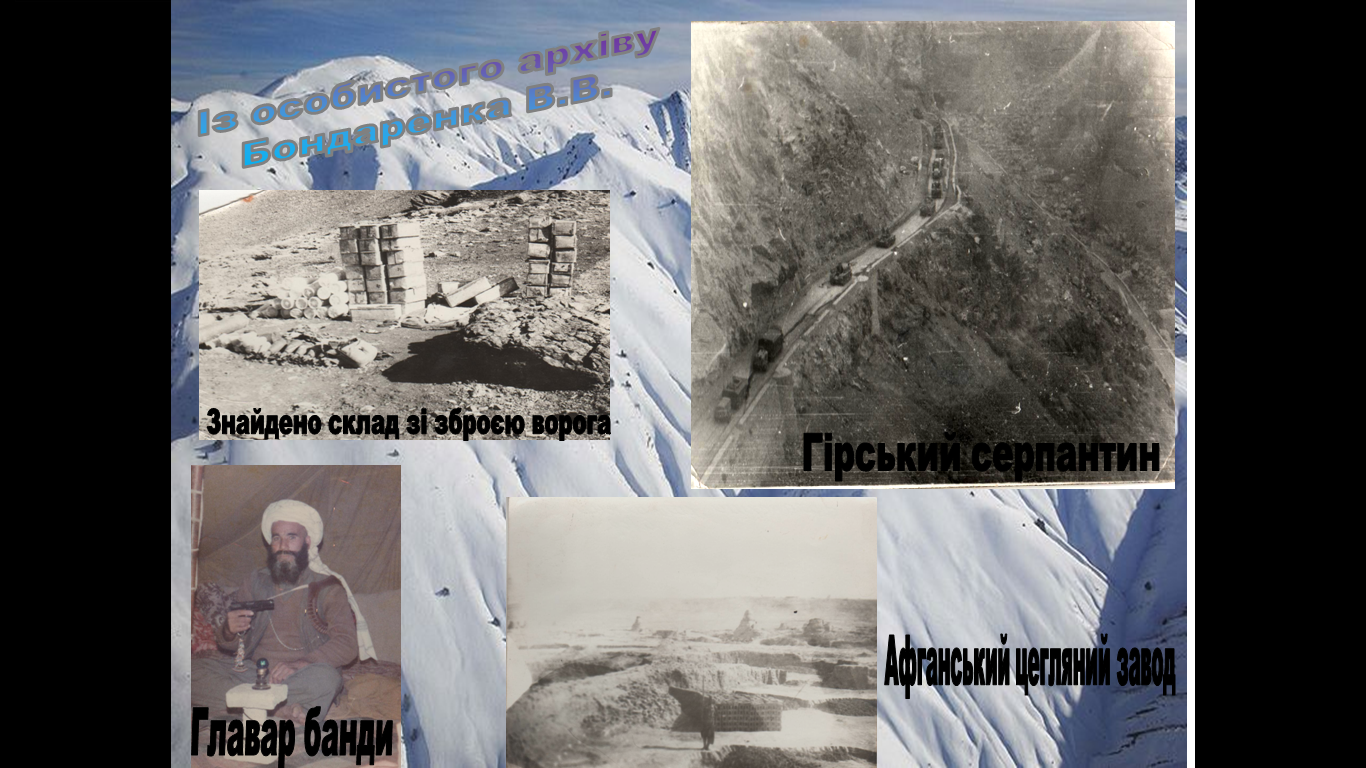 Із особистого архіву
Бондаренка В.В.
Знайдено склад зі зброєю ворога
Гірський серпантин
Главар банди
Афганський цегляний завод